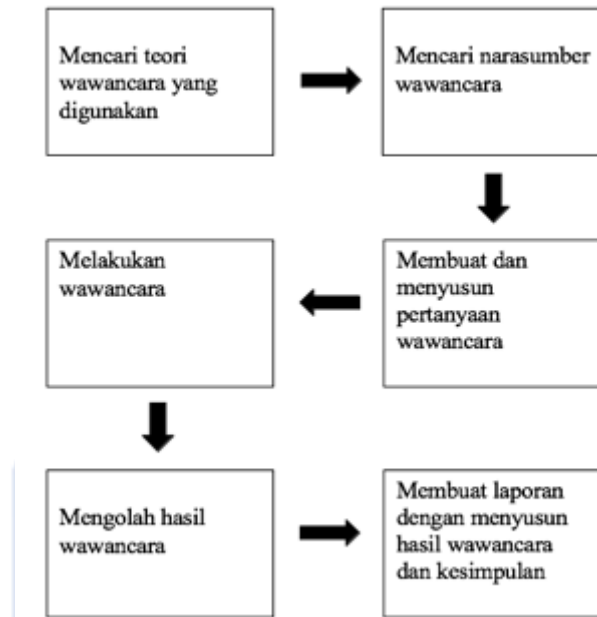 Mencari teori
wawancara yang
digunakan
Mencari narasumber
wawancara
Melakukan
wawancara
Membuat dan
menyusun
pertanyaan
wawancara
Mengolah hasil
wawancara
Membuat laporan
dengan menyusun
hasil wawancara
dan kesimpulan